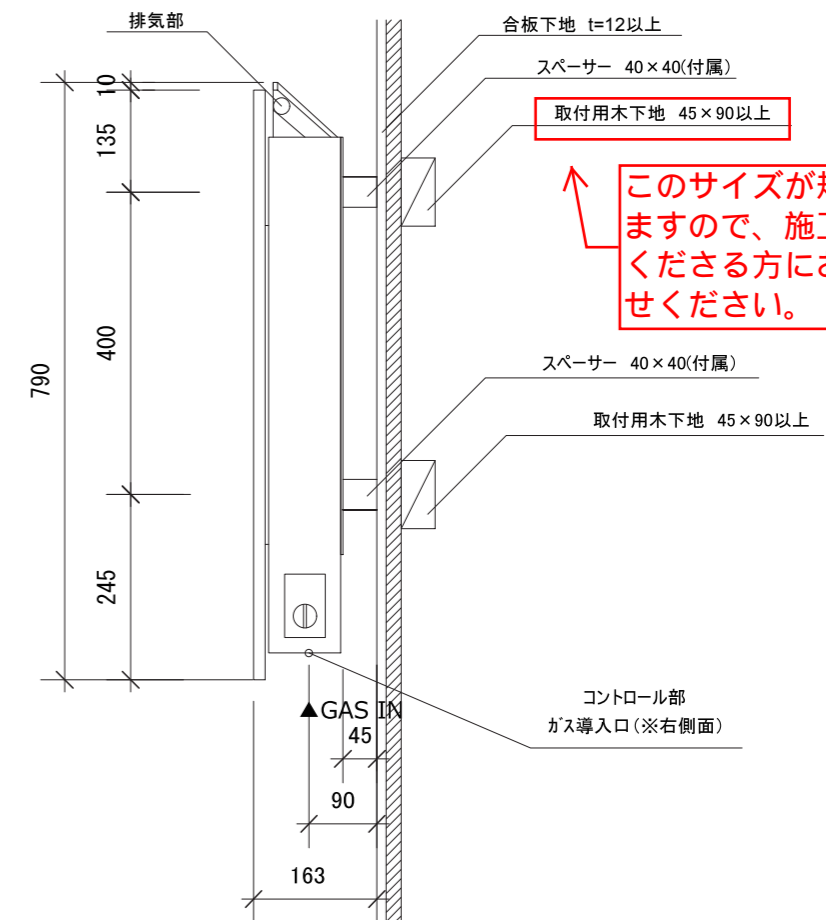 排気部
合板下地 t=12以上
スペーサー 40×40(付属)
取付用木下地 45×90以上
このサイズが
ますので、施工
くださる方にお
せください。
スペーサー 40×40(付属)
取付用木下地 45×90以上
10
135
400
790
245
▲GAS IN
45
90
163
コントロール部
ガス導入口(※右側面)